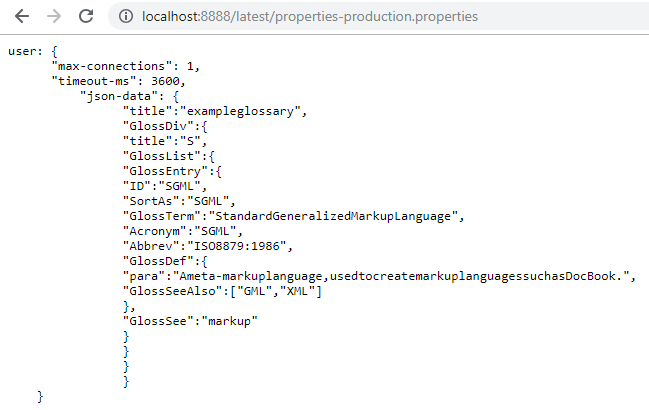 localhost:8888/latest/properties-production.properties
user: {
"max-connections": 1,
"timeout-ms": 3600,
"json-data": {
"title":"exampleglossary",
"GlossDiv":{
"title":"S",
"GlossList":{
"GlossEntry":{
"ID":"SGML",
"SortAs":"SGML",
"GlossTerm":"StandardGeneralizedMarkupLanguage",
"Acronym":"SGML",
"Abbrev":"ISO8879:1986",
"GlossDef":{
"para":"Ameta-markuplanguage,usedtocreatemarkuplanguagessuchasDocBook.",
"GlossSeeAlso":["GML","XML"]
},
"GlossSee":"markup"
}
}
}
}
}